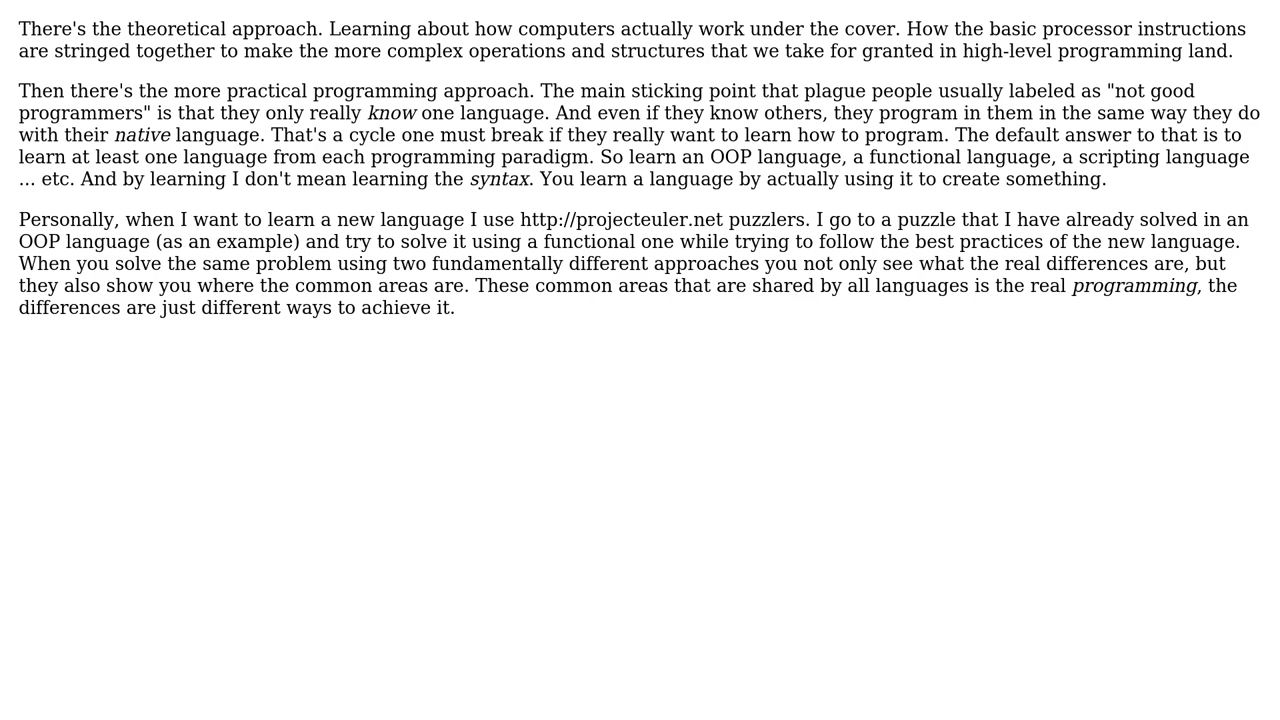 There's the theoretical approach. Learning about how computers actually work under the cover. How the basic processor instructions
are stringed together to make the more complex operations and structures that we take for granted in high-level programming land.
Then there's the more practical programming approach. The main sticking point that plague people usually labeled as "not good
programmers" is that they only really know one language. And even if they know others, they program in them in the same way they do
with their native language. That's a cycle one must break if they really want to learn how to program. The default answer to that is to
learn at least one language from each programming paradigm. So learn an OOP language, a functional language, a scripting language
... etc. And by learning I don't mean learning the syntax. You learn a language by actually using it to create something.
Personally, when I want to learn a new language I use http://projecteuler.net puzzlers. I go to a puzzle that I have already solved in an
OOP language (as an example) and try to solve it using a functional one while trying to follow the best practices of the new language.
When you solve the same problem using two fundamentally different approaches you not only see what the real differences are, but
they also show you where the common areas are. These common areas that are shared by all languages is the real programming, the
differences are just different ways to achieve it.